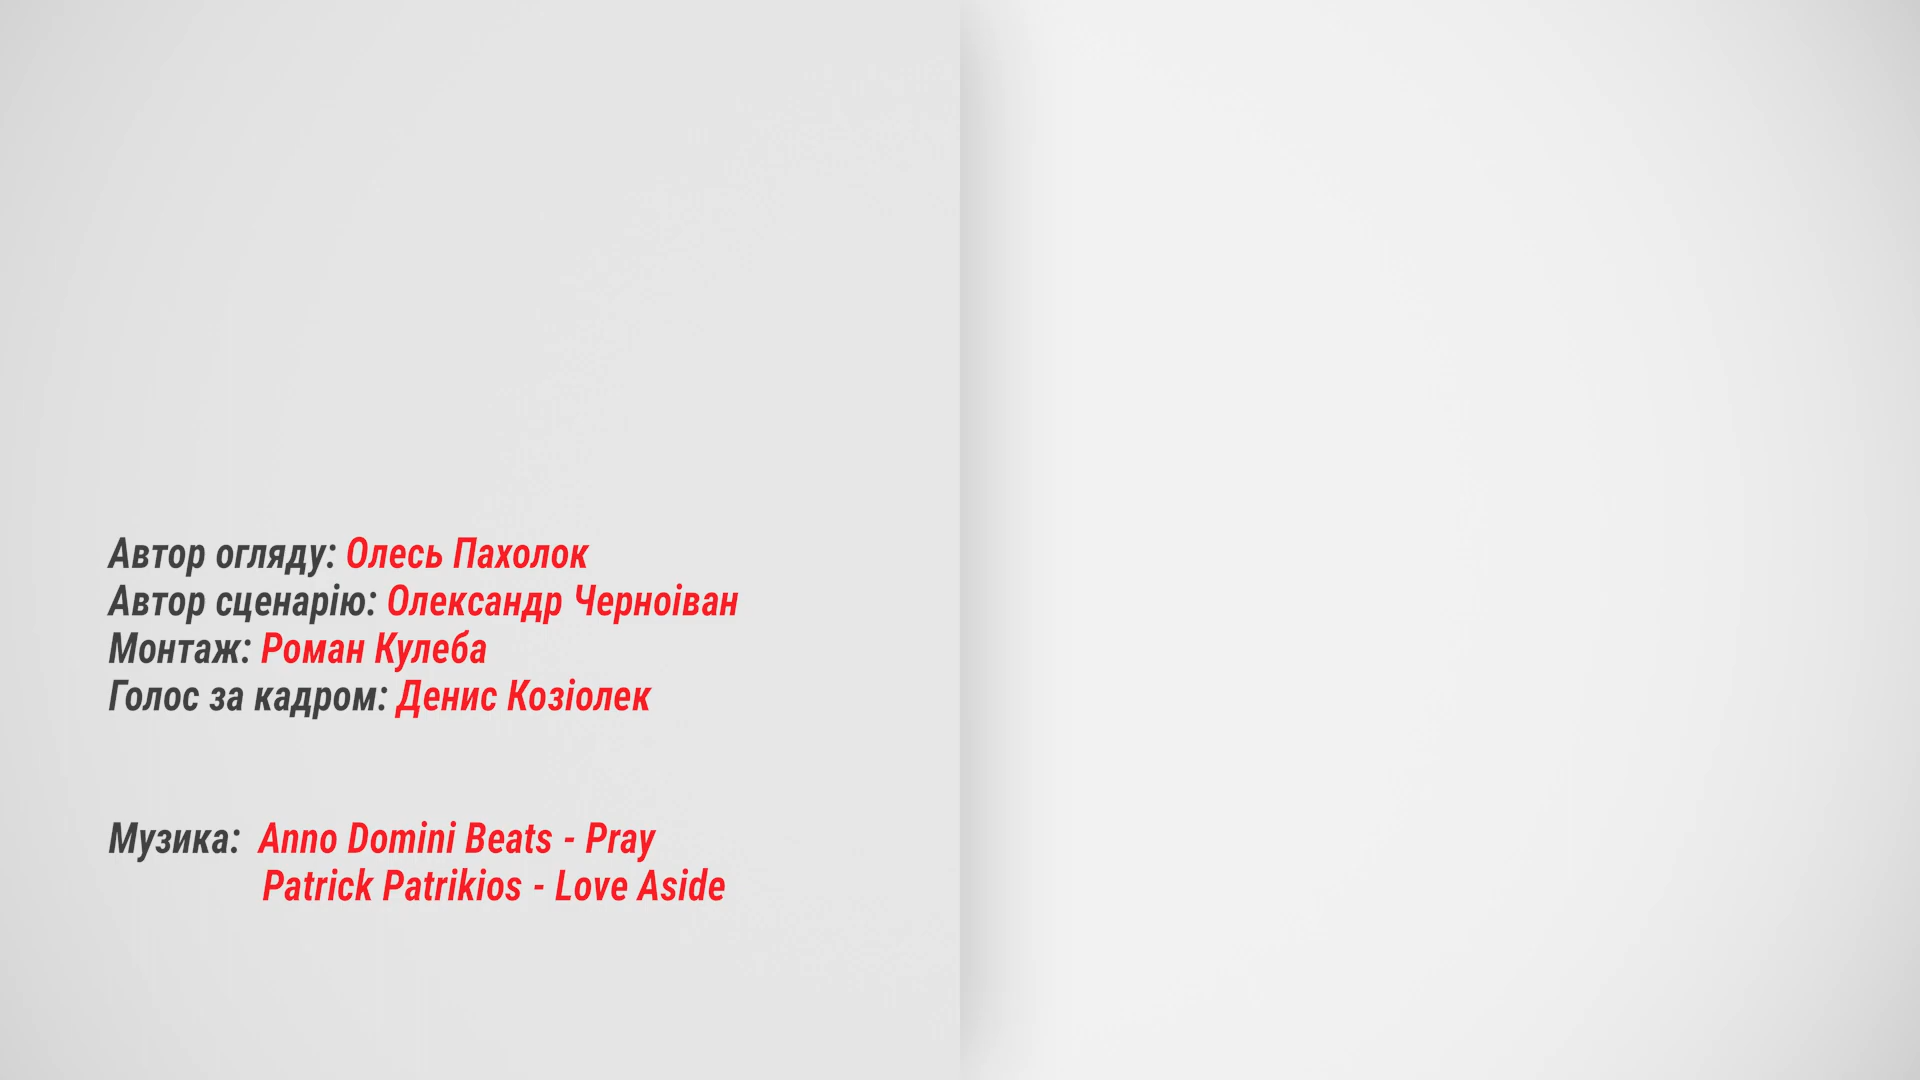 Автор огляду: Олесь Пахолок
Автор сценарію: Олександр Черноіван
Монтаж: Роман Кулеба
Голос за кадром: Денис Козіолек
Музика: Anno Domini Beats - Pray
Patrick Patrikios - Love Aside